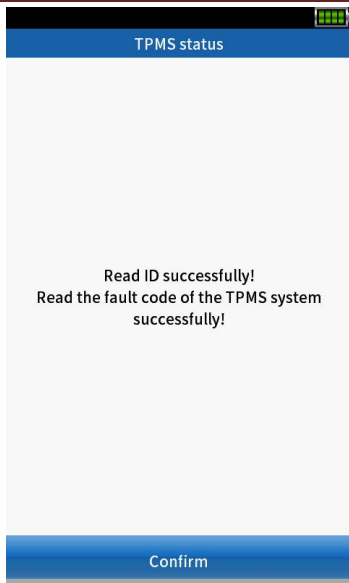 TPMS status
Read ID successfully!
Read the fault code of the TPMS system
successfully!
Confirm